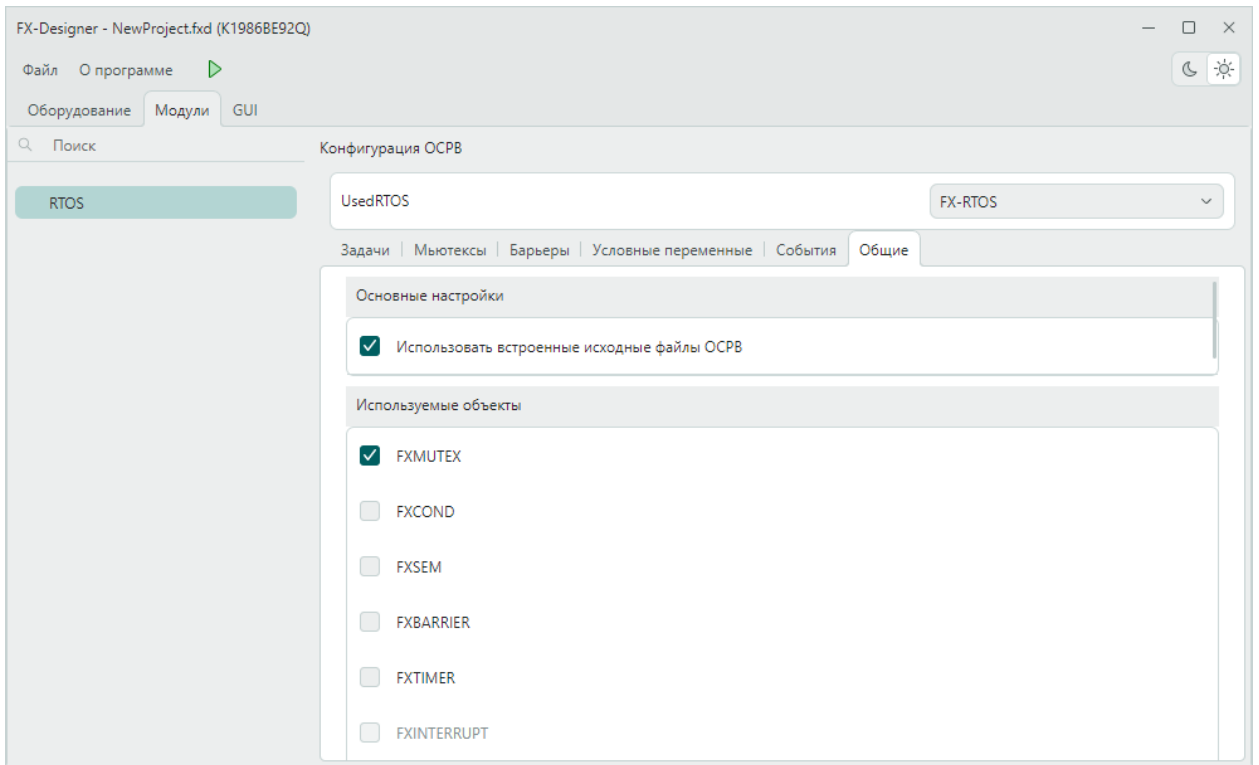 FX-Designer - NewProject.fxd (K1986BE92Q)
Файл О программе
Оборудование Модули GUI
Поиск
Конфигурация ОСРВ
RTOS
UsedRTOS FX-RTOS
Задачи Мьютексы Барьеры Условные переменные События Общие
Основные настройки
Использовать встроенные исходные файлы ОСРВ
Используемые объекты
FXMUTEX
FXCOND
FXSEM
FXBARRIER
FXTIMER
FXINTERRUPT